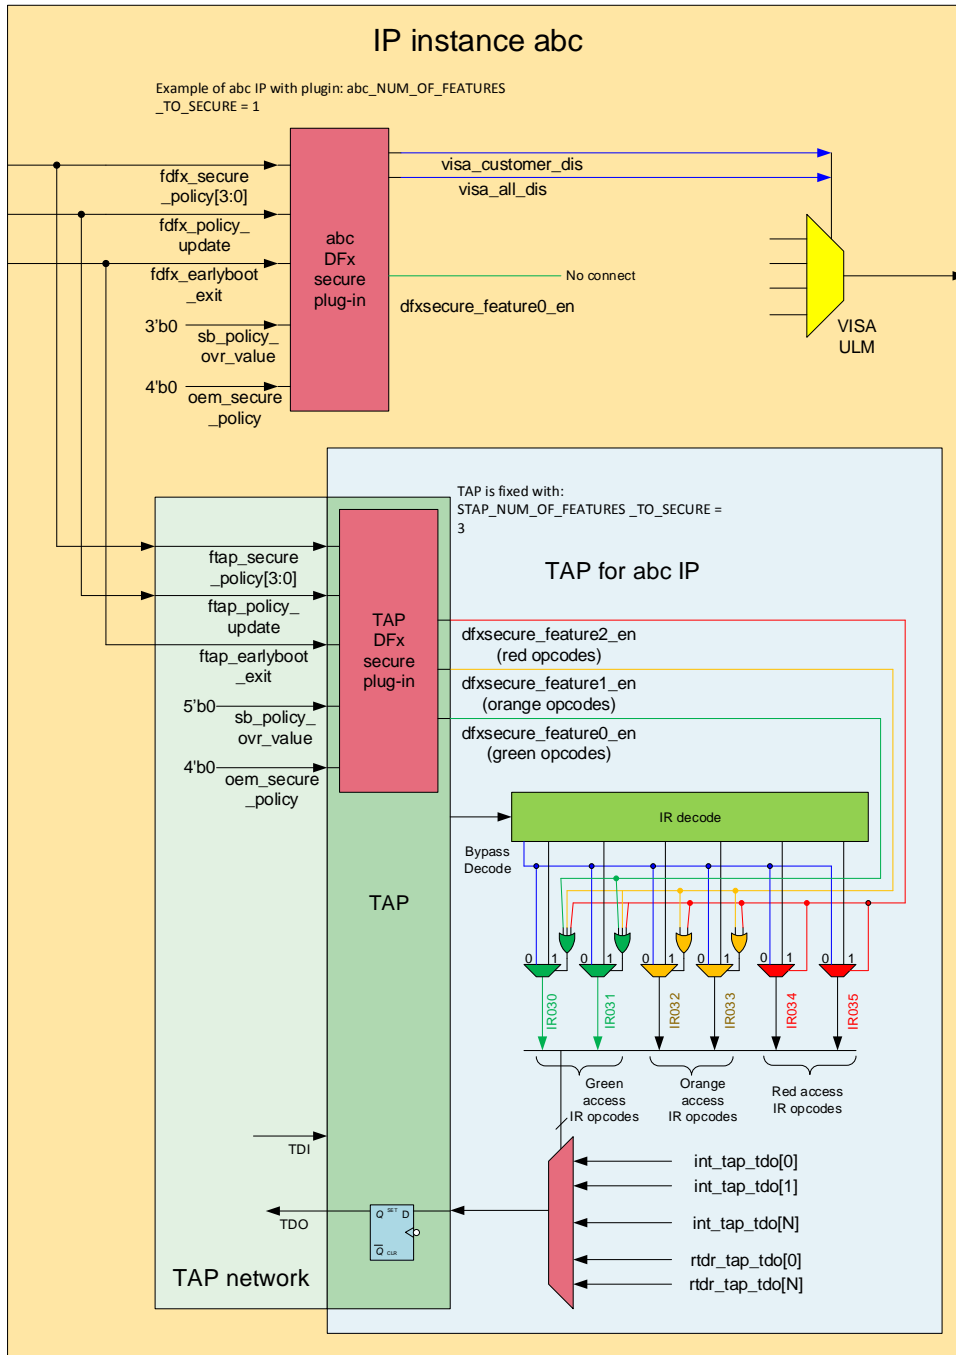 IP instance abc
Example of abc IP with plugin: abc_NUM_OF_FEATURES
_TO_SECURE = 1
fdfx_secure
_policy[3:0]
fdfx_policy_
update
fdfx_earlyboot
_exit
3'b0
sb_policy_
ovr_value
4'b0
oem_secure
_policy
abc
DFx
secure
plug-in
visa_customer_dis
visa_all_dis
No connect
dfxsecure_feature0_en
VISA
ULM
TAP is fixed with:
STAP_NUM_OF_FEATURES _TO_SECURE =
3
TAP for abc IP
ftap_secure
_policy[3:0]
ftap_policy_
update
ftap_earlyboot
_exit
5'b0
sb_policy_
ovr_value
4'b0
oem_secure
_policy
TAP
DFx
secure
plug-in
dfxsecure_feature2_en
(red opcodes)
dfxsecure_feature1_en
(orange opcodes)
dfxsecure_feature0_en
(green opcodes)
IR decode
Bypass
Decode
TAP
0 1
0 1
0 1
0 1
0 1
0 1
IR030
IR031
IR032
IR033
IR034
IR035
Green
access
IR opcodes
Orange
access
IR opcodes
Red access
IR opcodes
TDI
TDO
Q SET D
Q CLR
int_tap_tdo[0]
int_tap_tdo[1]
int_tap_tdo[N]
rtdr_tap_tdo[0]
rtdr_tap_tdo[N]
TAP network